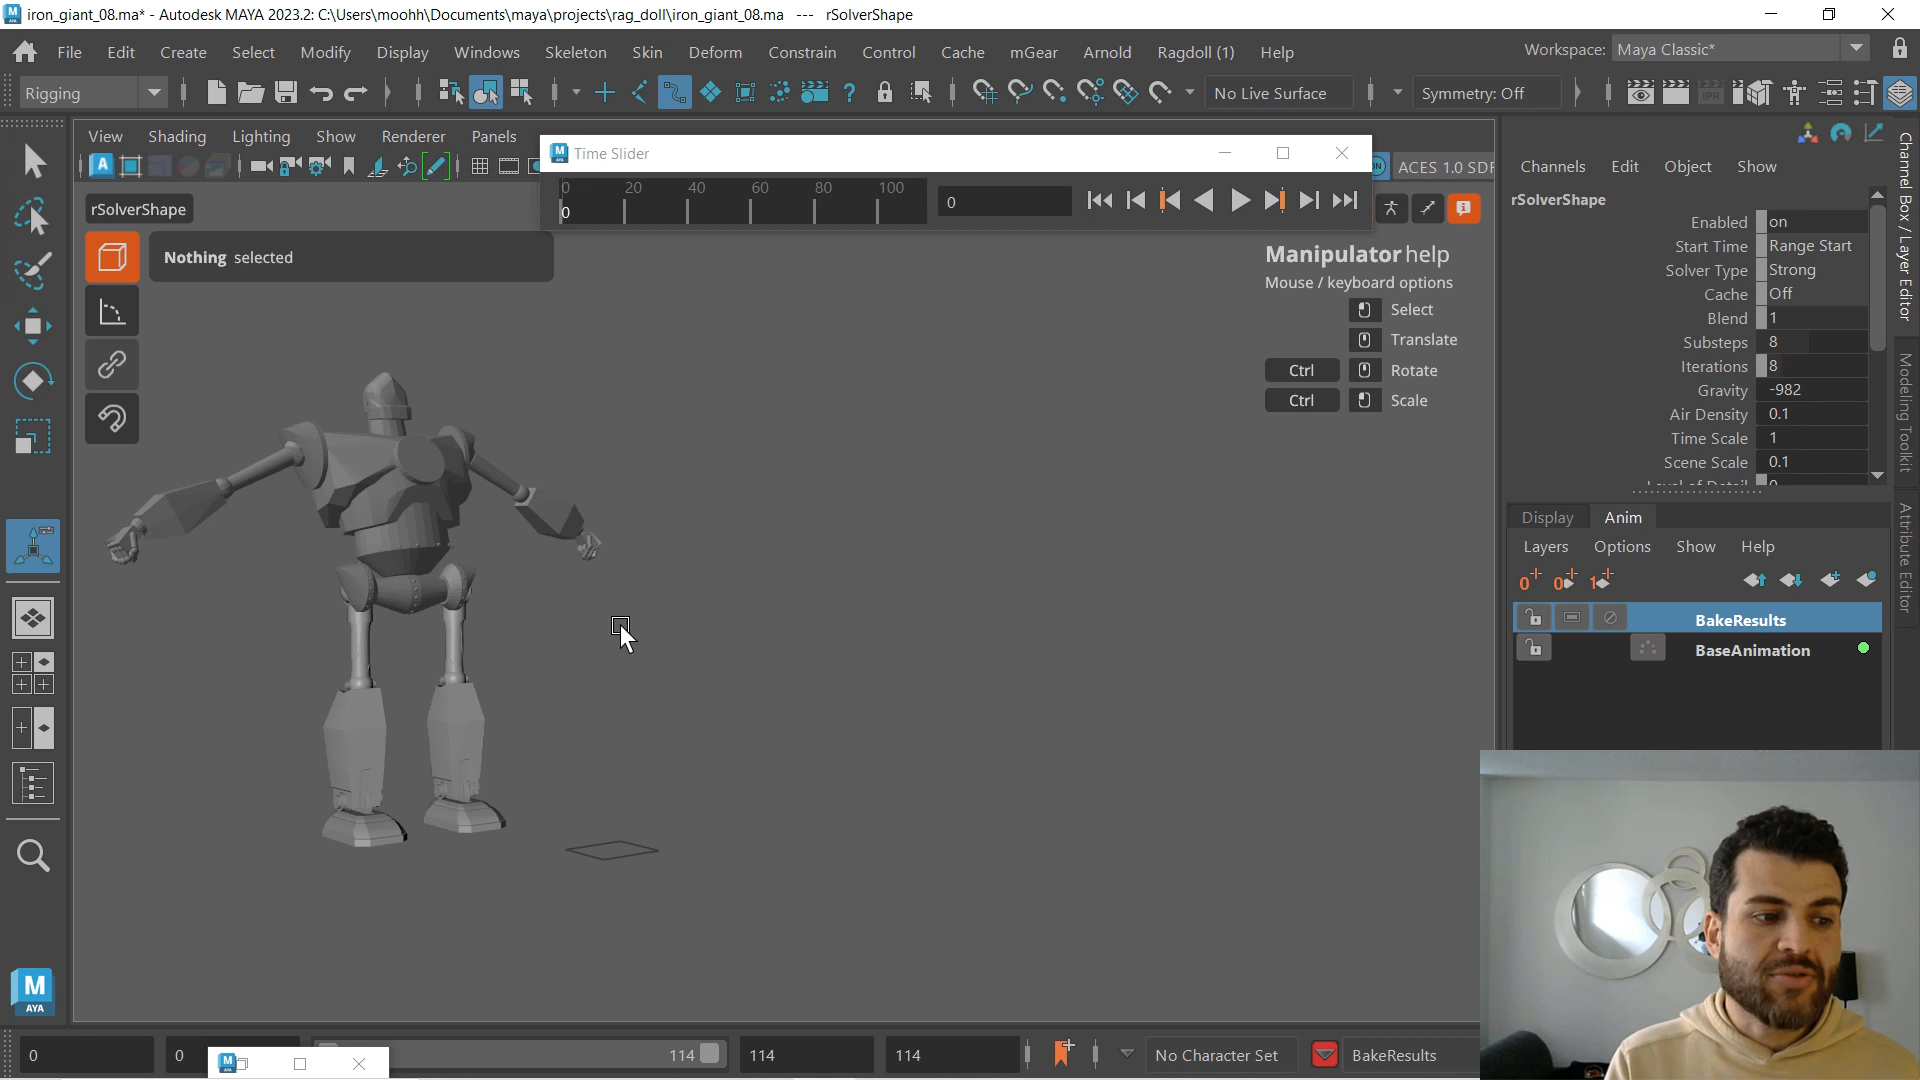 iron_giant_08.ma* - Autodesk MAYA 2023.2: C:\Users\moohh\Documents\maya\projects\rag_doll\iron_giant_08.ma --- rSolverShape
File Edit Create Select Modify Display Windows Skeleton Skin Deform Constrain Control Cache mGear Arnold Ragdoll (1) Help
Workspace: Maya Classic*
Rigging
No Live Surface
Symmetry: Off
View Shading Lighting Show Renderer Panels
Time Slider
ACES 1.0 SDR
0 20 40 60 80 100
0
0
rSolverShape
Nothing selected
Manipulator help
Mouse / keyboard options
Select
Translate
Ctrl Rotate
Ctrl Scale
Channels Edit Object Show
rSolverShape
Enabled on
Start Time Range Start
Solver Type Strong
Cache Off
Blend 1
Substeps 8
Iterations 8
Gravity -982
Air Density 0.1
Time Scale 1
Scene Scale 0.1
Level of Detail 0
Display Anim
Layers Options Show Help
BakeResults
BaseAnimation
Channel Box / Layer Editor
Modeling Toolkit
Attribute Editor
M
AYA
0
0
114
114
114
No Character Set
BakeResults